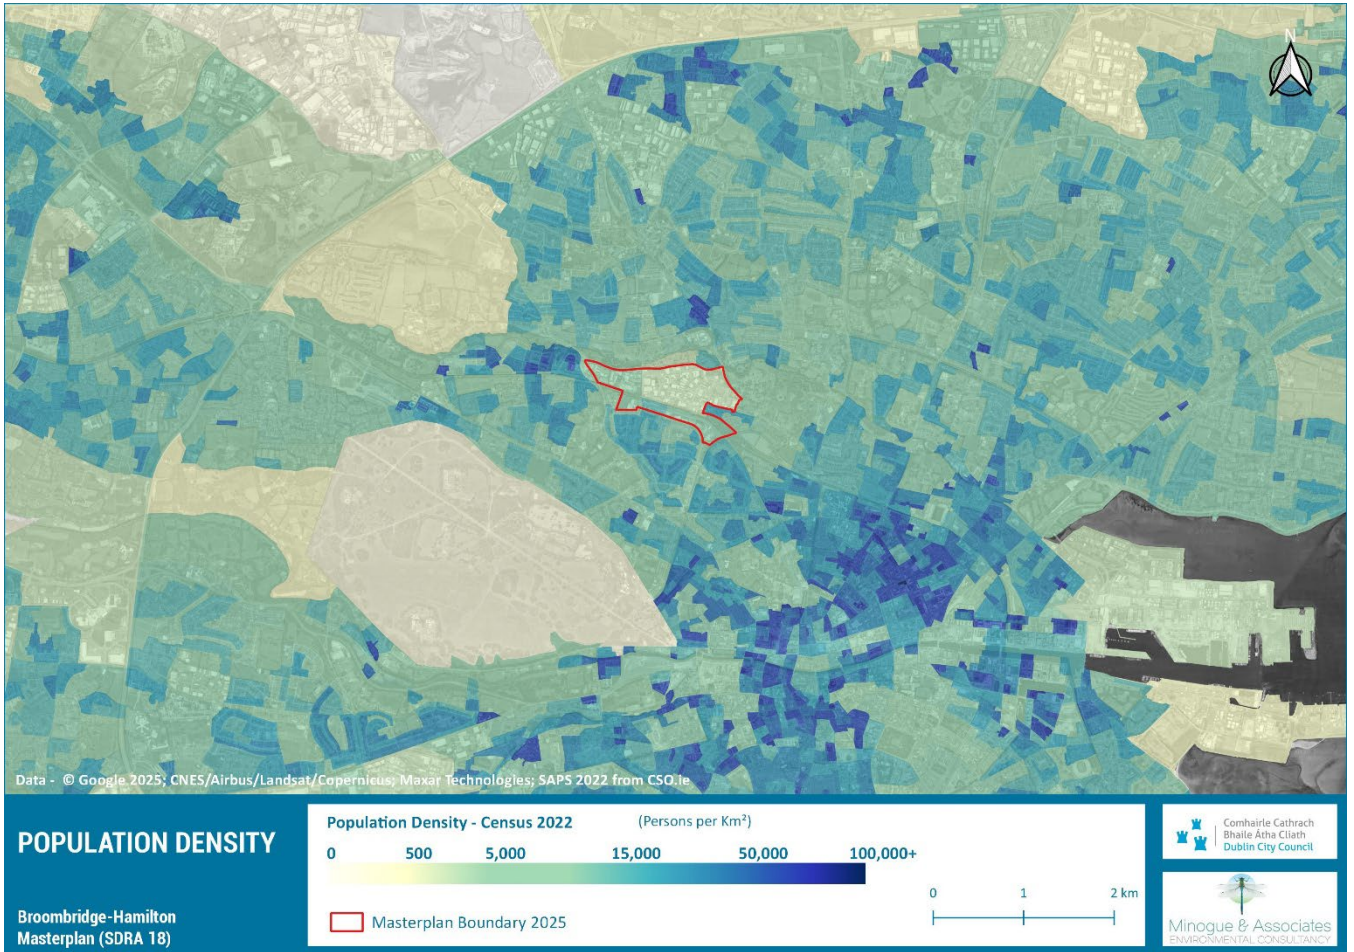 N
Data - © Google 2025; CNES/Airbus/Landsat/Copernicus; Maxar Technologies; SAPS 2022 from CSO.ie
POPULATION DENSITY
Broombridge-Hamilton
Masterplan (SDRA 18)
Population Density - Census 2022 (Persons per Km²)
0 500 5,000 15,000 50,000 100,000+
Masterplan Boundary 2025
0 1 2 km
Comhairle Cathrach
Bhaile Átha Cliath
Dublin City Council
Minogue & Associates
ENVIRONMENTAL CONSULTANCY